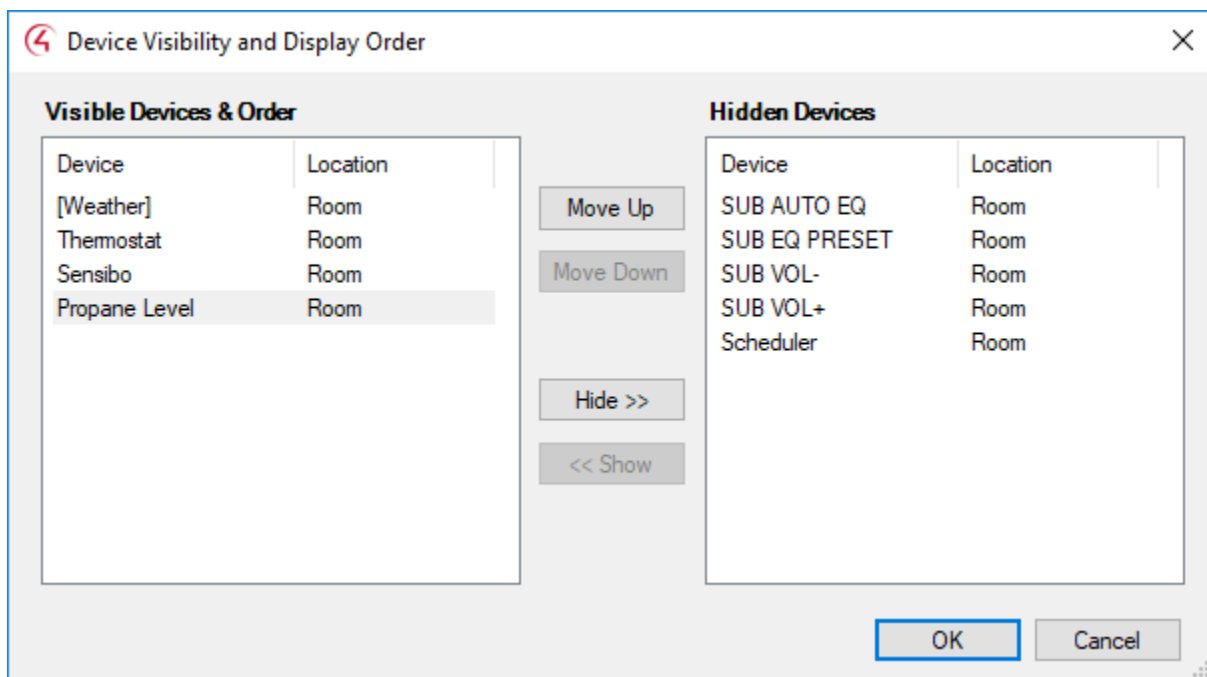 Device Visibility and Display Order
Visible Devices & Order
Device Location
[Weather] Room
Thermostat Room
Sensibo Room
Propane Level Room
Move Up
Move Down
Hide >>
<< Show
Hidden Devices
Device Location
SUB AUTO EQ Room
SUB EQ PRESET Room
SUB VOL- Room
SUB VOL+ Room
Scheduler Room
OK Cancel